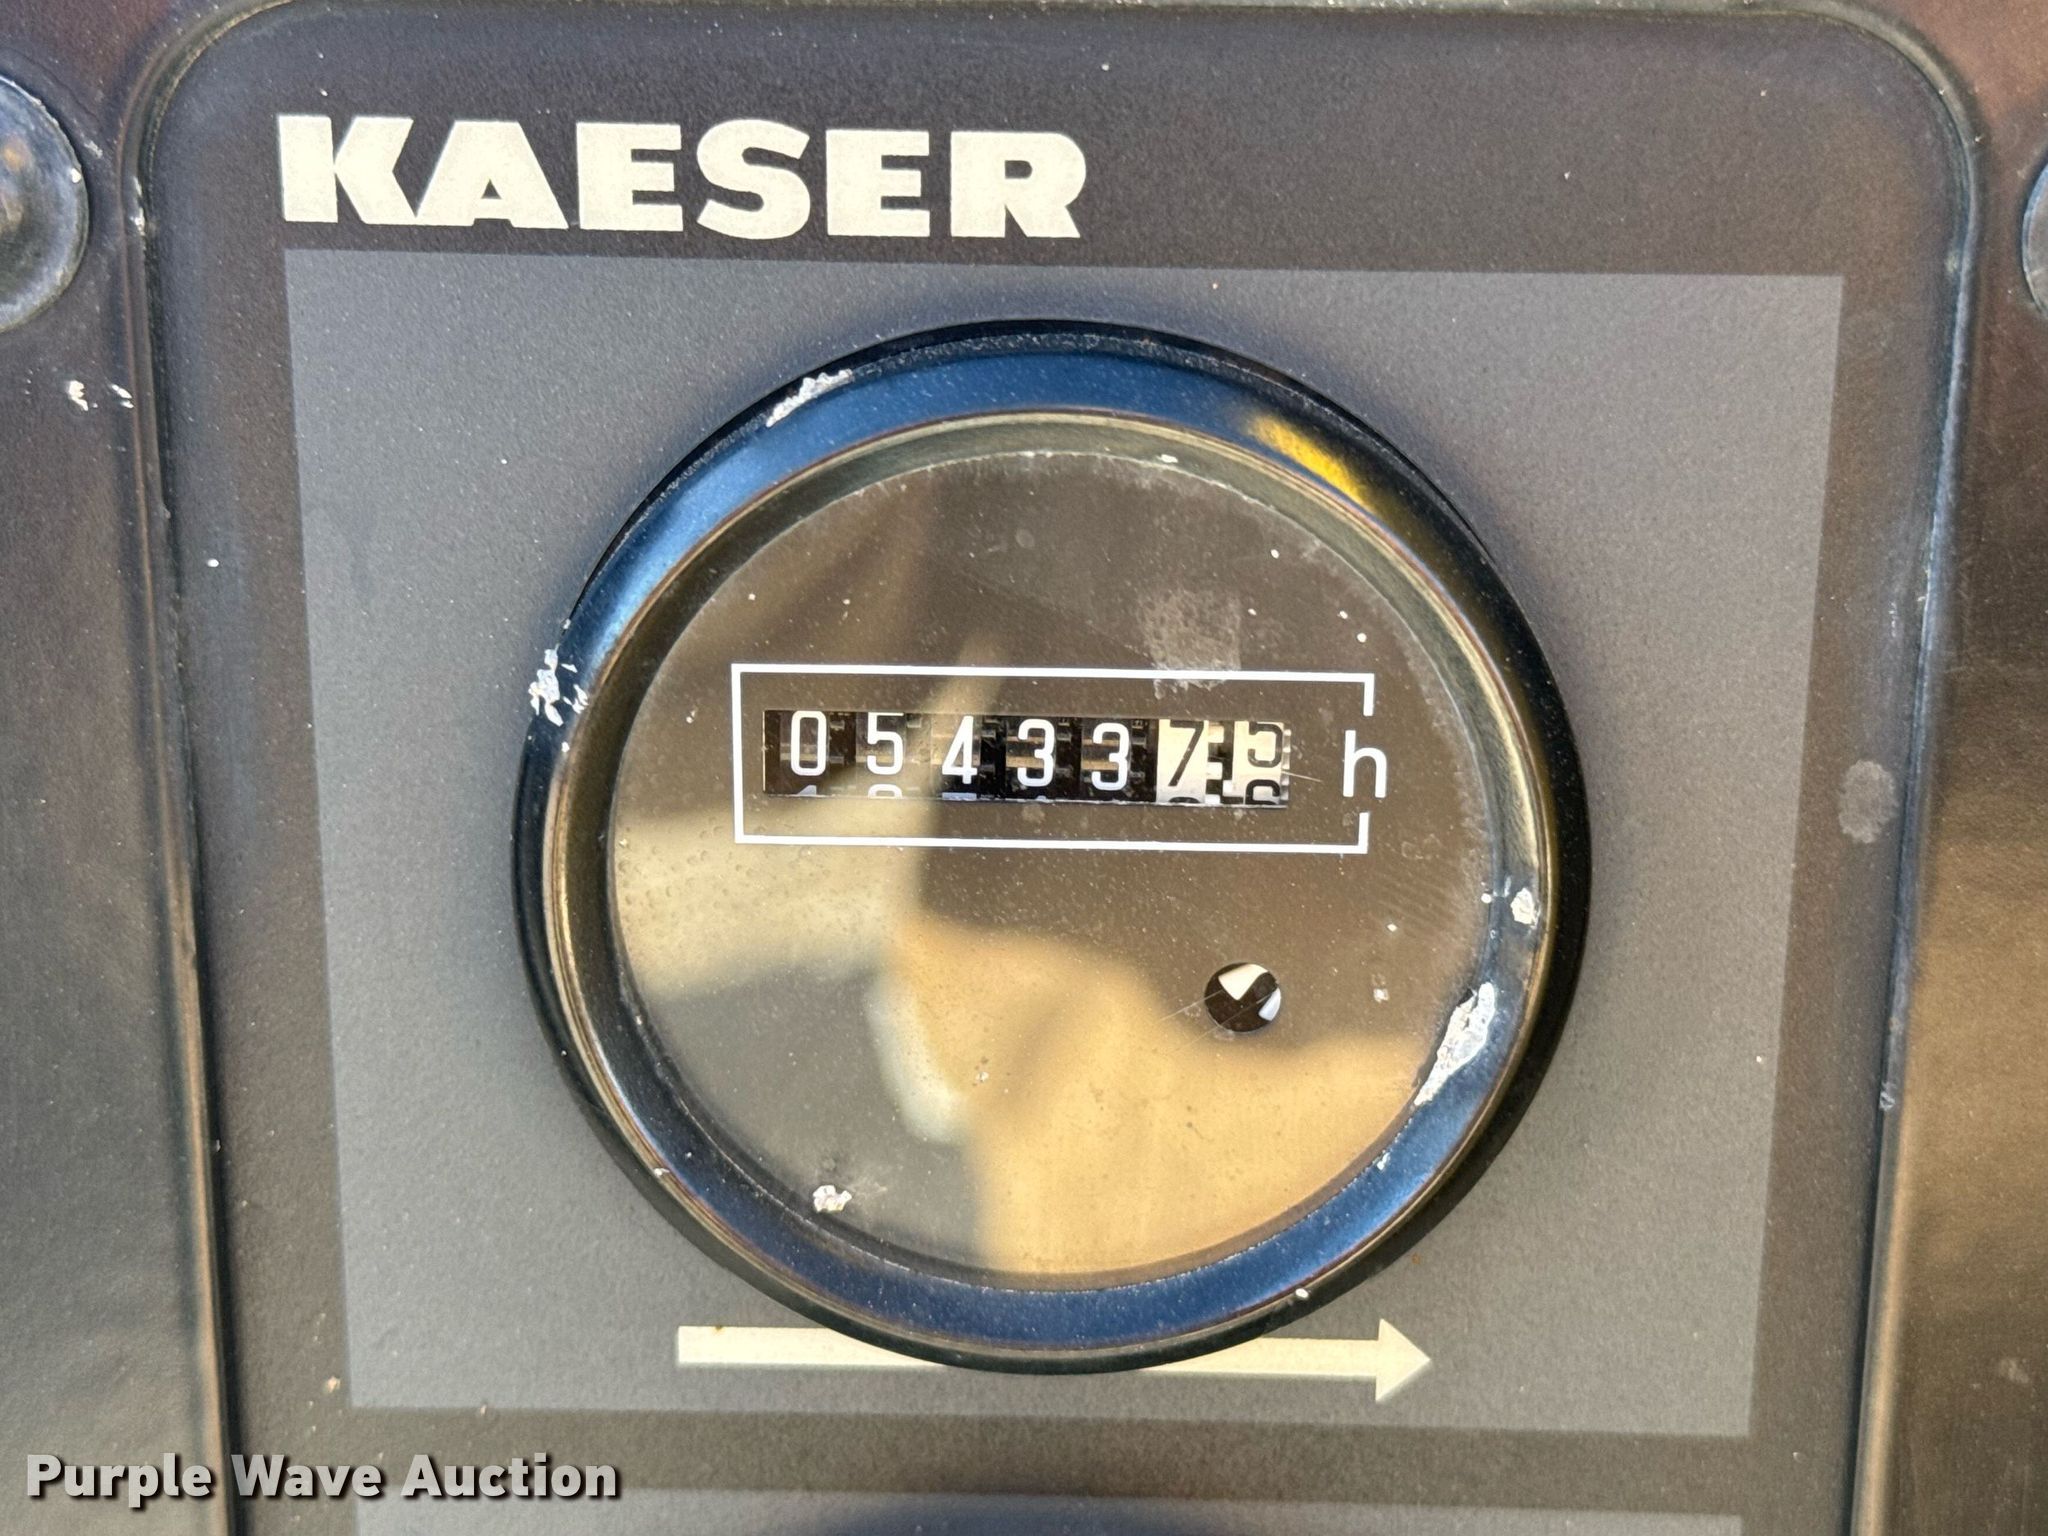 KAESER
0543375 h
Purple Wave Auction